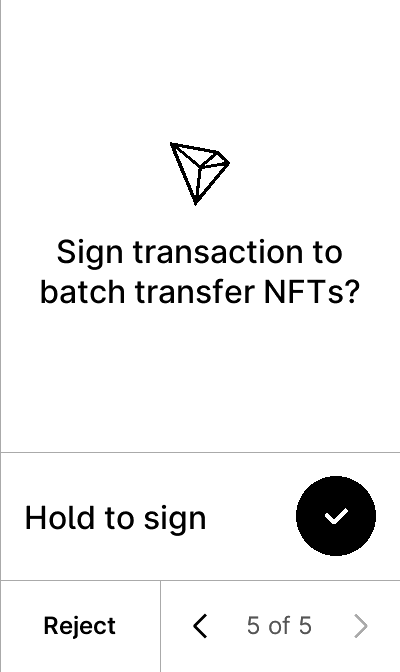 Sign transaction to
batch transfer NFTs?
Hold to sign
Reject
5 of 5